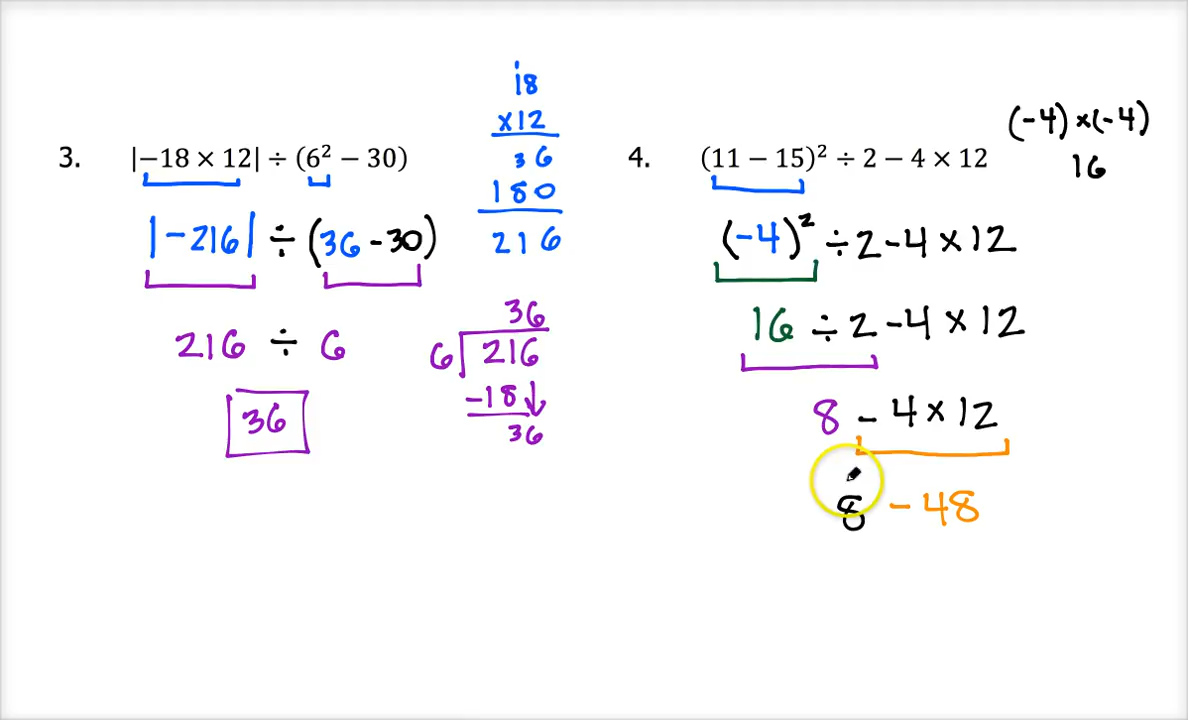 3. |−18 × 12| ÷ (6² − 30)
|-216| ÷ (36-30)
216 ÷ 6
36
18
×12
36
180
216
36
6 216
-18↓
36
4. (11 − 15)² ÷ 2 − 4 × 12
(-4)×(-4)
16
(-4)² ÷2-4×12
16 ÷2-4×12
8 - 4×12
8 - 48